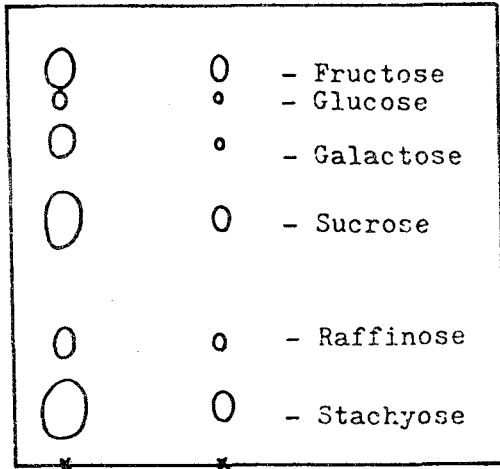 - Fructose
- Glucose
- Galactose
- Sucrose
- Raffinose
- Stachyose